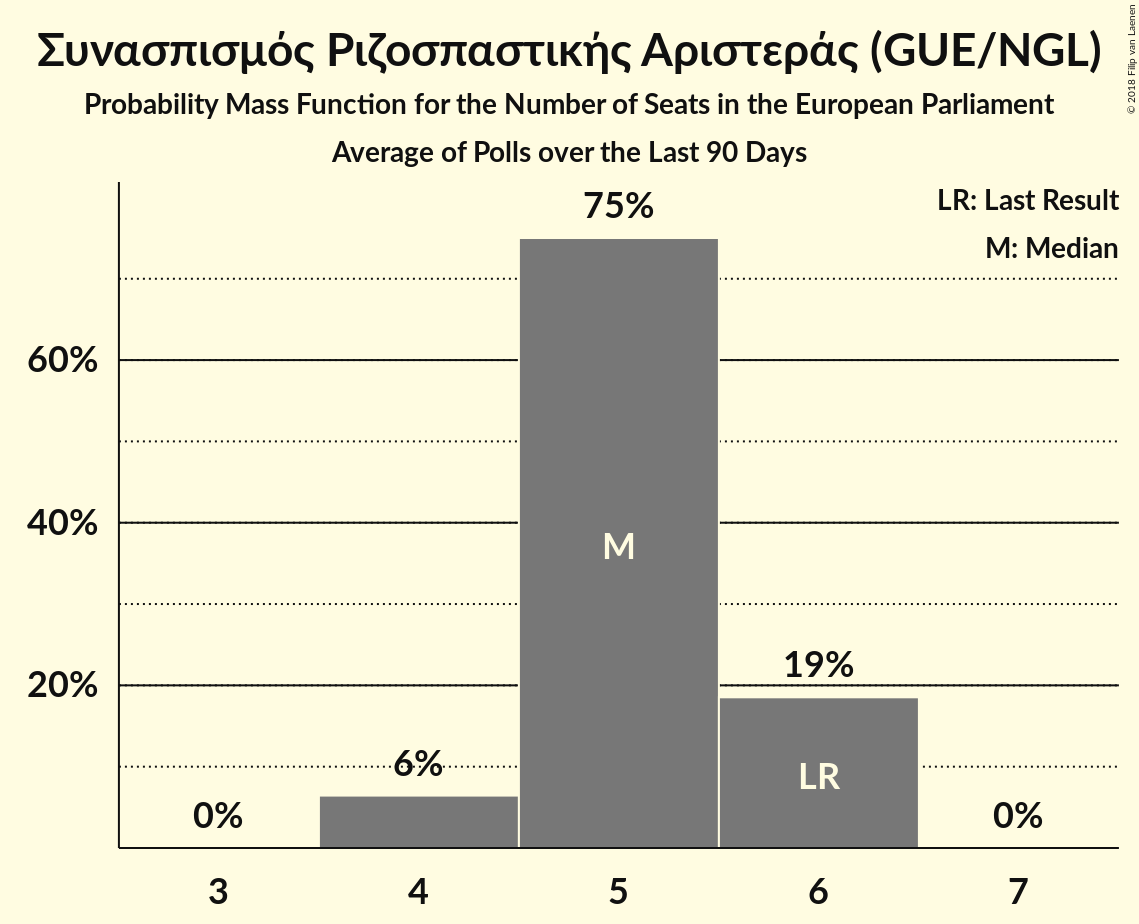 Συνασπισμός Ριζοσπαστικής Αριστεράς (GUE/NGL)
Probability Mass Function for the Number of Seats in the European Parliament
Average of Polls over the Last 90 Days
© 2018 Filip van Laenen
LR: Last Result
M: Median
75%
60%
40%
M
19%
20%
6%
LR
0%
0%
3 4 5 6 7